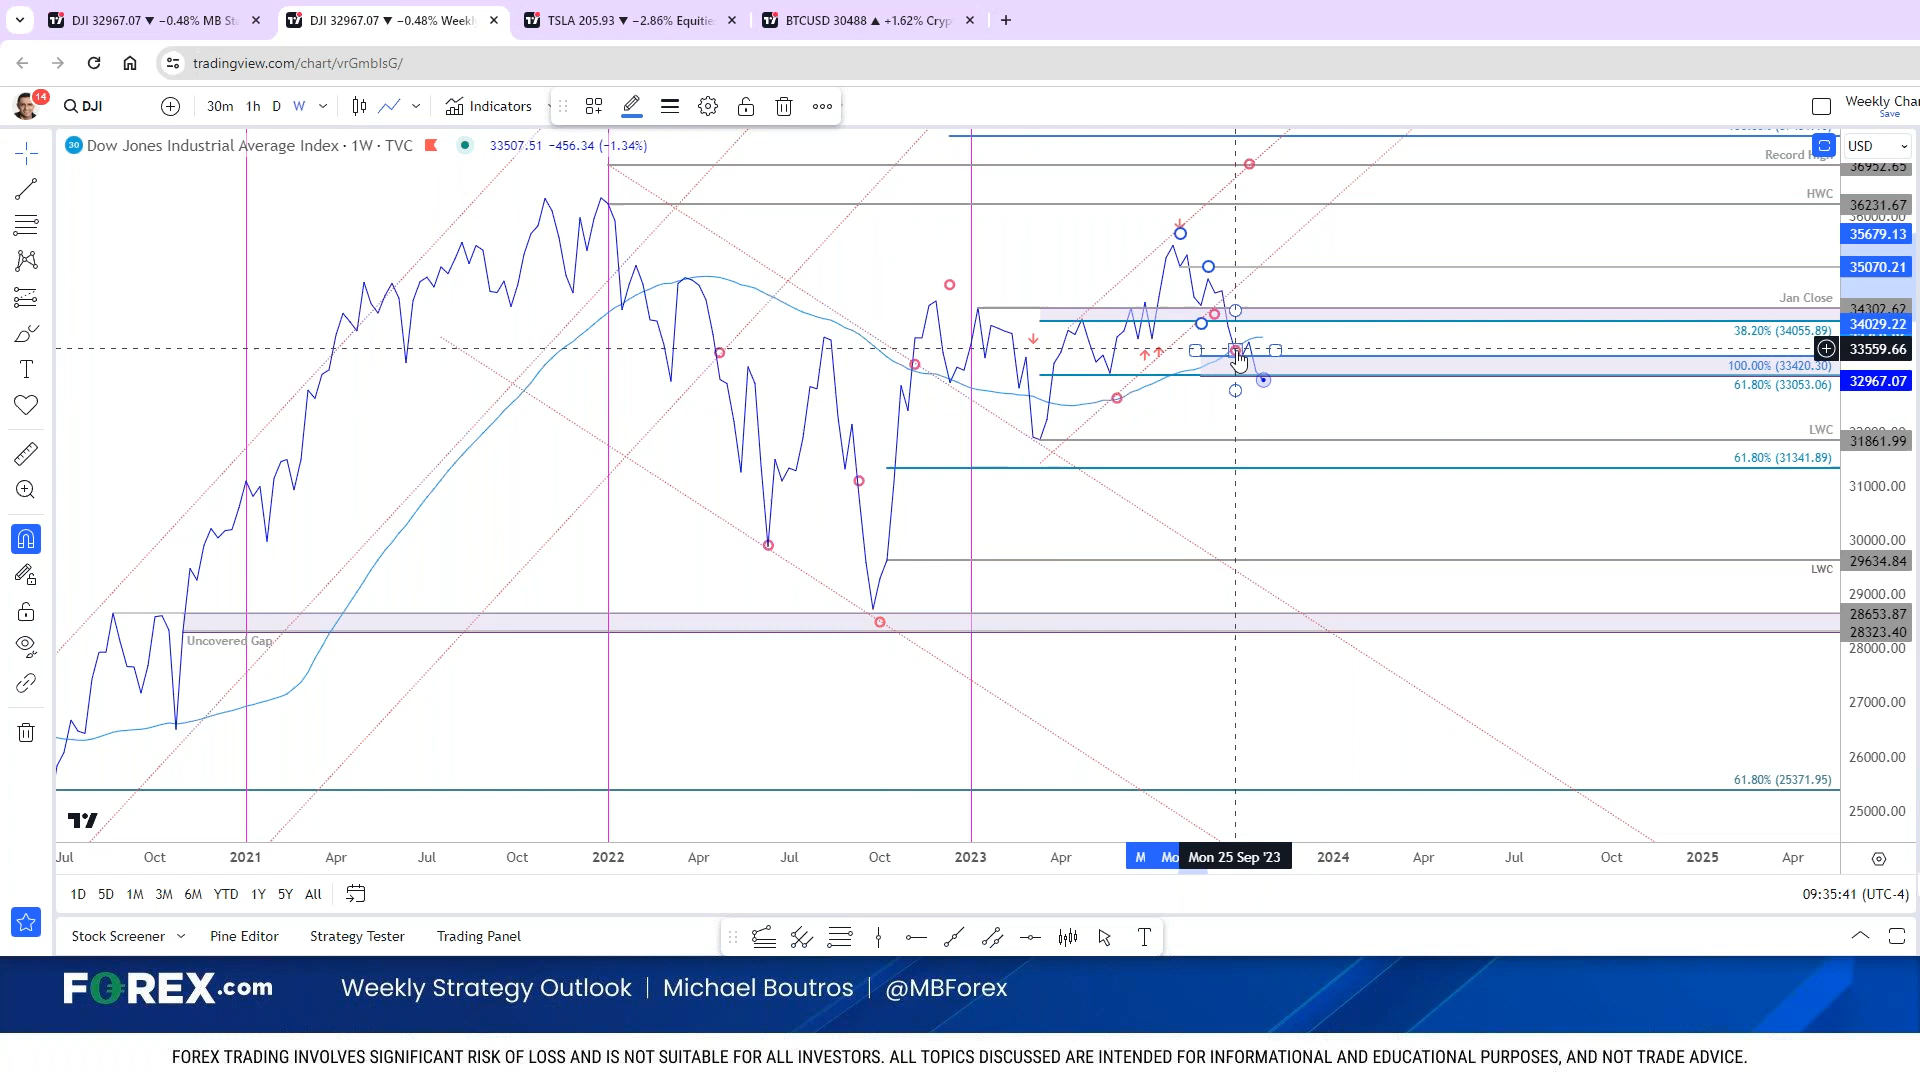 DJI 32967.07 ▼ −0.48% MB Sta
DJI 32967.07 ▼ −0.48% Weekl
TSLA 205.93 ▼ −2.86% Equitie
BTCUSD 30488 ▲ +1.62% Cryp
tradingview.com/chart/vrGmbIsG/
14
DJI
30m 1h D W
Indicators
Weekly Char
Save
30 Dow Jones Industrial Average Index · 1W · TVC
33507.51 −456.34 (−1.34%)
USD
Record High
36952.65
HWC
36231.67
36000.00
35679.13
35070.21
Jan Close
34302.62
34029.22
38.20% (34055.89)
33559.66
100.00% (33420.30)
32967.07
61.80% (33053.06)
LWC
31861.99
61.80% (31341.89)
31000.00
30000.00
29634.84
LWC
29000.00
28653.87
28323.40
Uncovered Gap
28000.00
27000.00
26000.00
61.80% (25371.95)
25000.00
Jul Oct 2021 Apr Jul Oct 2022 Apr Jul Oct 2023 Apr M Mo Mon 25 Sep '23 2024 Apr Jul Oct 2025 Apr
1D 5D 1M 3M 6M YTD 1Y 5Y All
09:35:41 (UTC-4)
Stock Screener Pine Editor Strategy Tester Trading Panel
FOREX.com Weekly Strategy Outlook | Michael Boutros | @MBForex
FOREX TRADING INVOLVES SIGNIFICANT RISK OF LOSS AND IS NOT SUITABLE FOR ALL INVESTORS. ALL TOPICS DISCUSSED ARE INTENDED FOR INFORMATIONAL AND EDUCATIONAL PURPOSES, AND NOT TRADE ADVICE.